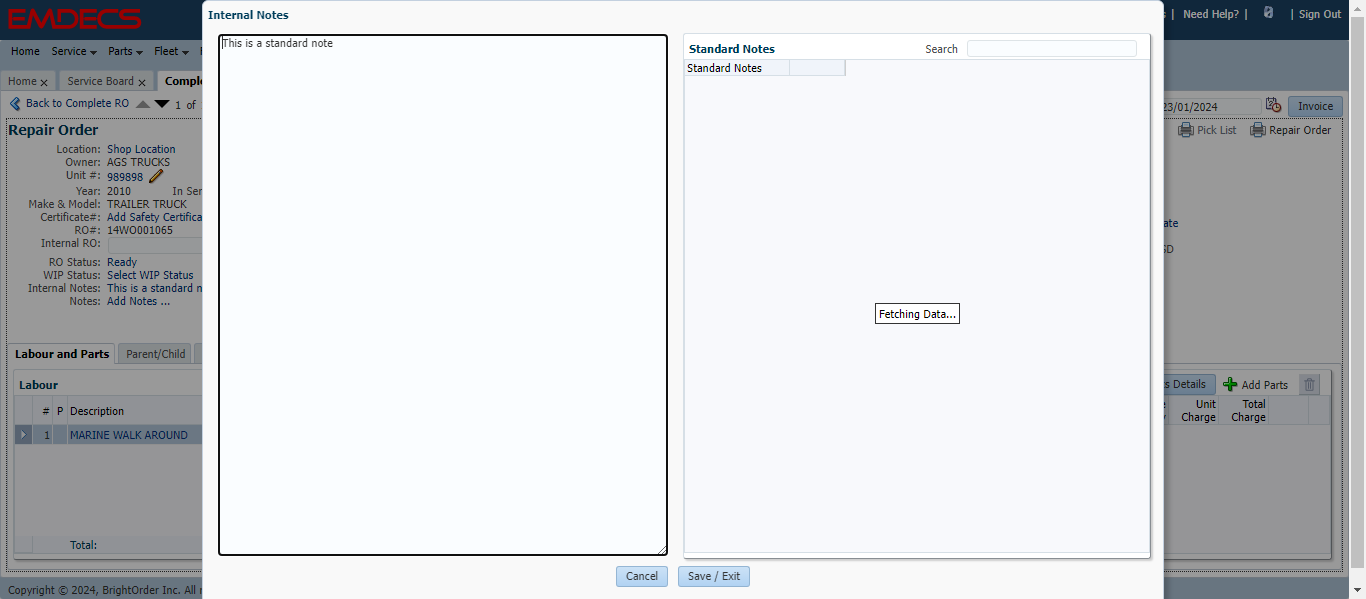 EMDECS
Internal Notes
| Need Help? | | Sign Out
Home Service Parts Fleet
Home x Service Board x
This is a standard note
Standard Notes Search
Standard Notes
Back to Complete RO 1 of
23/01/2024 Invoice
Repair Order
Pick List Repair Order
Location: Shop Location
Owner: AGS TRUCKS
Unit #: 989898
Year: 2010
Make & Model: TRAILER TRUCK
Certificate#: Add Safety
RO#: 14WO001065
Internal RO:
RO Status: Ready
WIP Status: Select WIP Status
Internal Notes: This is a standard
Notes: Add Notes ...
Fetching Data...
Labour and Parts Parent/Child
Labour
Details Add Parts
# P Description
Unit Charge
Total Charge
1 MARINE WALK AROUND
Total:
Cancel Save / Exit
Copyright © 2024, BrightOrder Inc. All